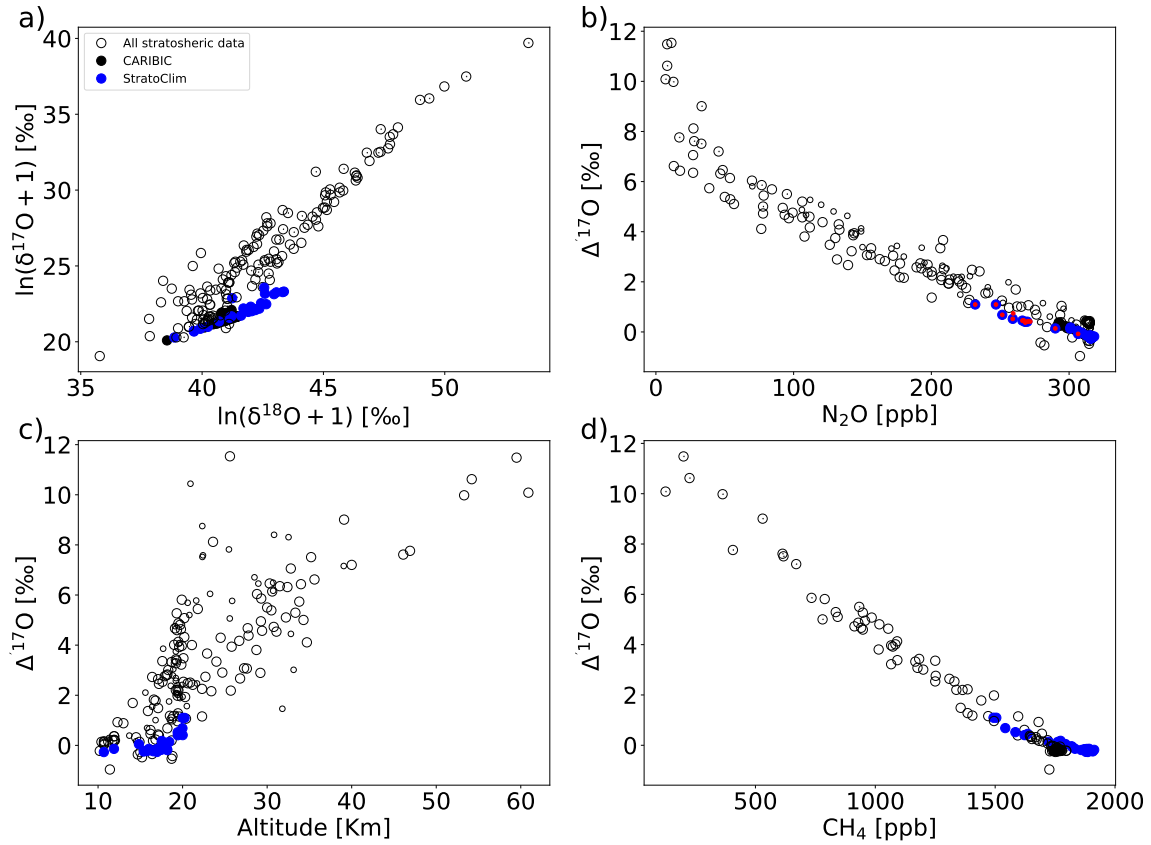 a)
All stratosheric data
CARIBIC
StratoClim
40
35
30
25
20
ln(δ¹⁷O + 1) [‰]
35 40 45 50
ln(δ¹⁸O + 1) [‰]
b)
12
10
8
6
4
2
0
Δ′¹⁷O [‰]
0 100 200 300
N₂O [ppb]
c)
12
10
8
6
4
2
0
Δ′¹⁷O [‰]
10 20 30 40 50 60
Altitude [Km]
d)
12
10
8
6
4
2
0
Δ′¹⁷O [‰]
500 1000 1500 2000
CH₄ [ppb]